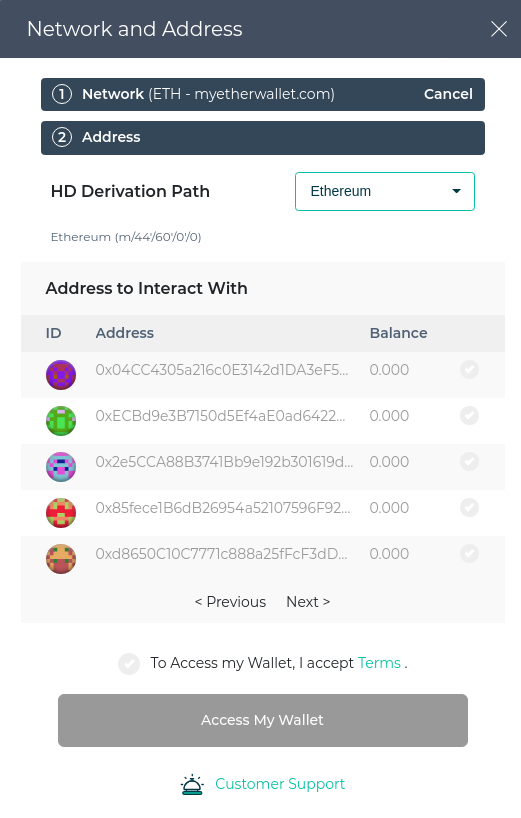 Network and Address
1 Network (ETH - myetherwallet.com) Cancel
2 Address
HD Derivation Path Ethereum
Ethereum (m/44'/60'/0'/0)
Address to Interact With
ID Address Balance
0x04CC4305a216c0E3142d1DA3eF5... 0.000
0xECBd9e3B7150d5Ef4aE0ad6422... 0.000
0x2e5CCA88B3741Bb9e192b301619d... 0.000
0x85fece1B6dB26954a52107596F92... 0.000
0xd8650C10C7771c888a25fFcF3dD... 0.000
< Previous Next >
To Access my Wallet, I accept Terms .
Access My Wallet
Customer Support